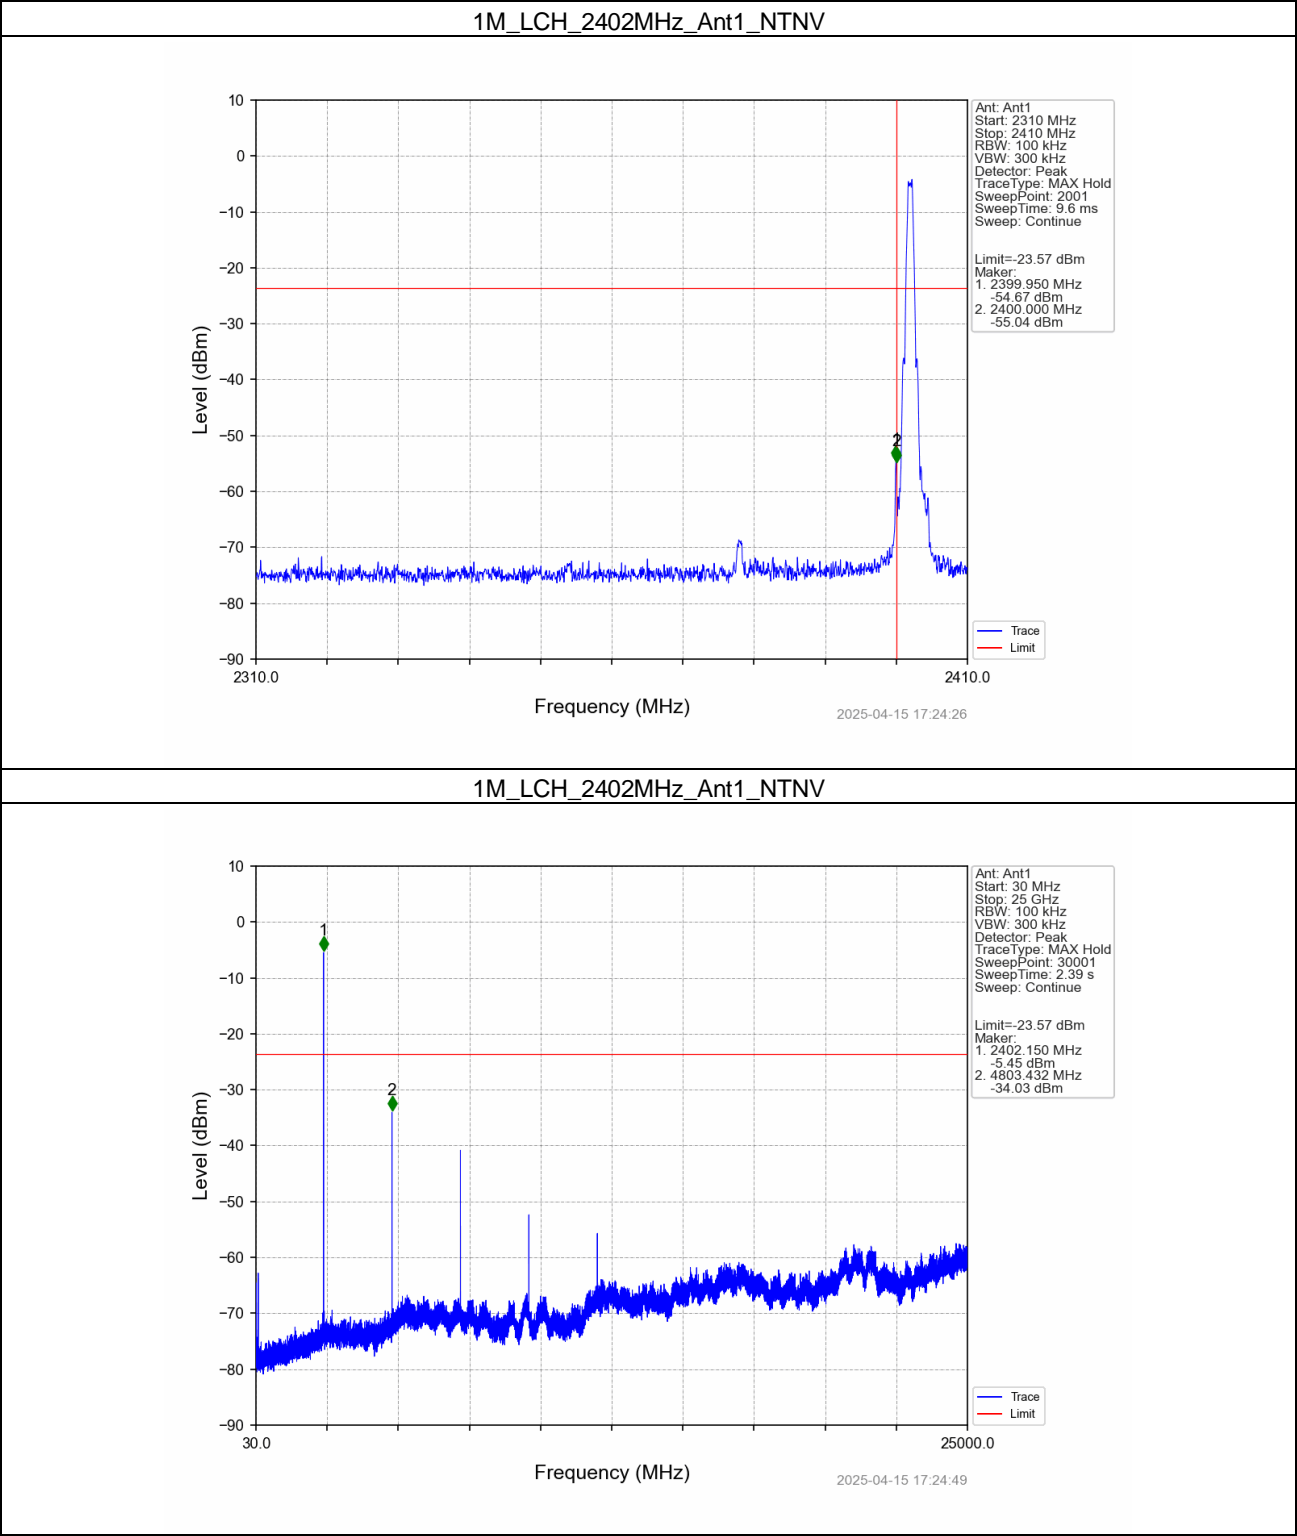 1M_LCH_2402MHz_Ant1_NTNV
10
0
−10
−20
−30
−40
−50
−60
−70
−80
−90
Level (dBm)
2310.0
2410.0
Frequency (MHz)
2
Ant: Ant1
Start: 2310 MHz
Stop: 2410 MHz
RBW: 100 kHz
VBW: 300 kHz
Detector: Peak
TraceType: MAX Hold
SweepPoint: 2001
SweepTime: 9.6 ms
Sweep: Continue
Limit=-23.57 dBm
Maker:
1. 2399.950 MHz
-54.67 dBm
2. 2400.000 MHz
-55.04 dBm
Trace
Limit
2025-04-15 17:24:26
1M_LCH_2402MHz_Ant1_NTNV
10
0
−10
−20
−30
−40
−50
−60
−70
−80
−90
Level (dBm)
30.0
25000.0
Frequency (MHz)
1
2
Ant: Ant1
Start: 30 MHz
Stop: 25 GHz
RBW: 100 kHz
VBW: 300 kHz
Detector: Peak
TraceType: MAX Hold
SweepPoint: 30001
SweepTime: 2.39 s
Sweep: Continue
Limit=-23.57 dBm
Maker:
1. 2402.150 MHz
-5.45 dBm
2. 4803.432 MHz
-34.03 dBm
Trace
Limit
2025-04-15 17:24:49